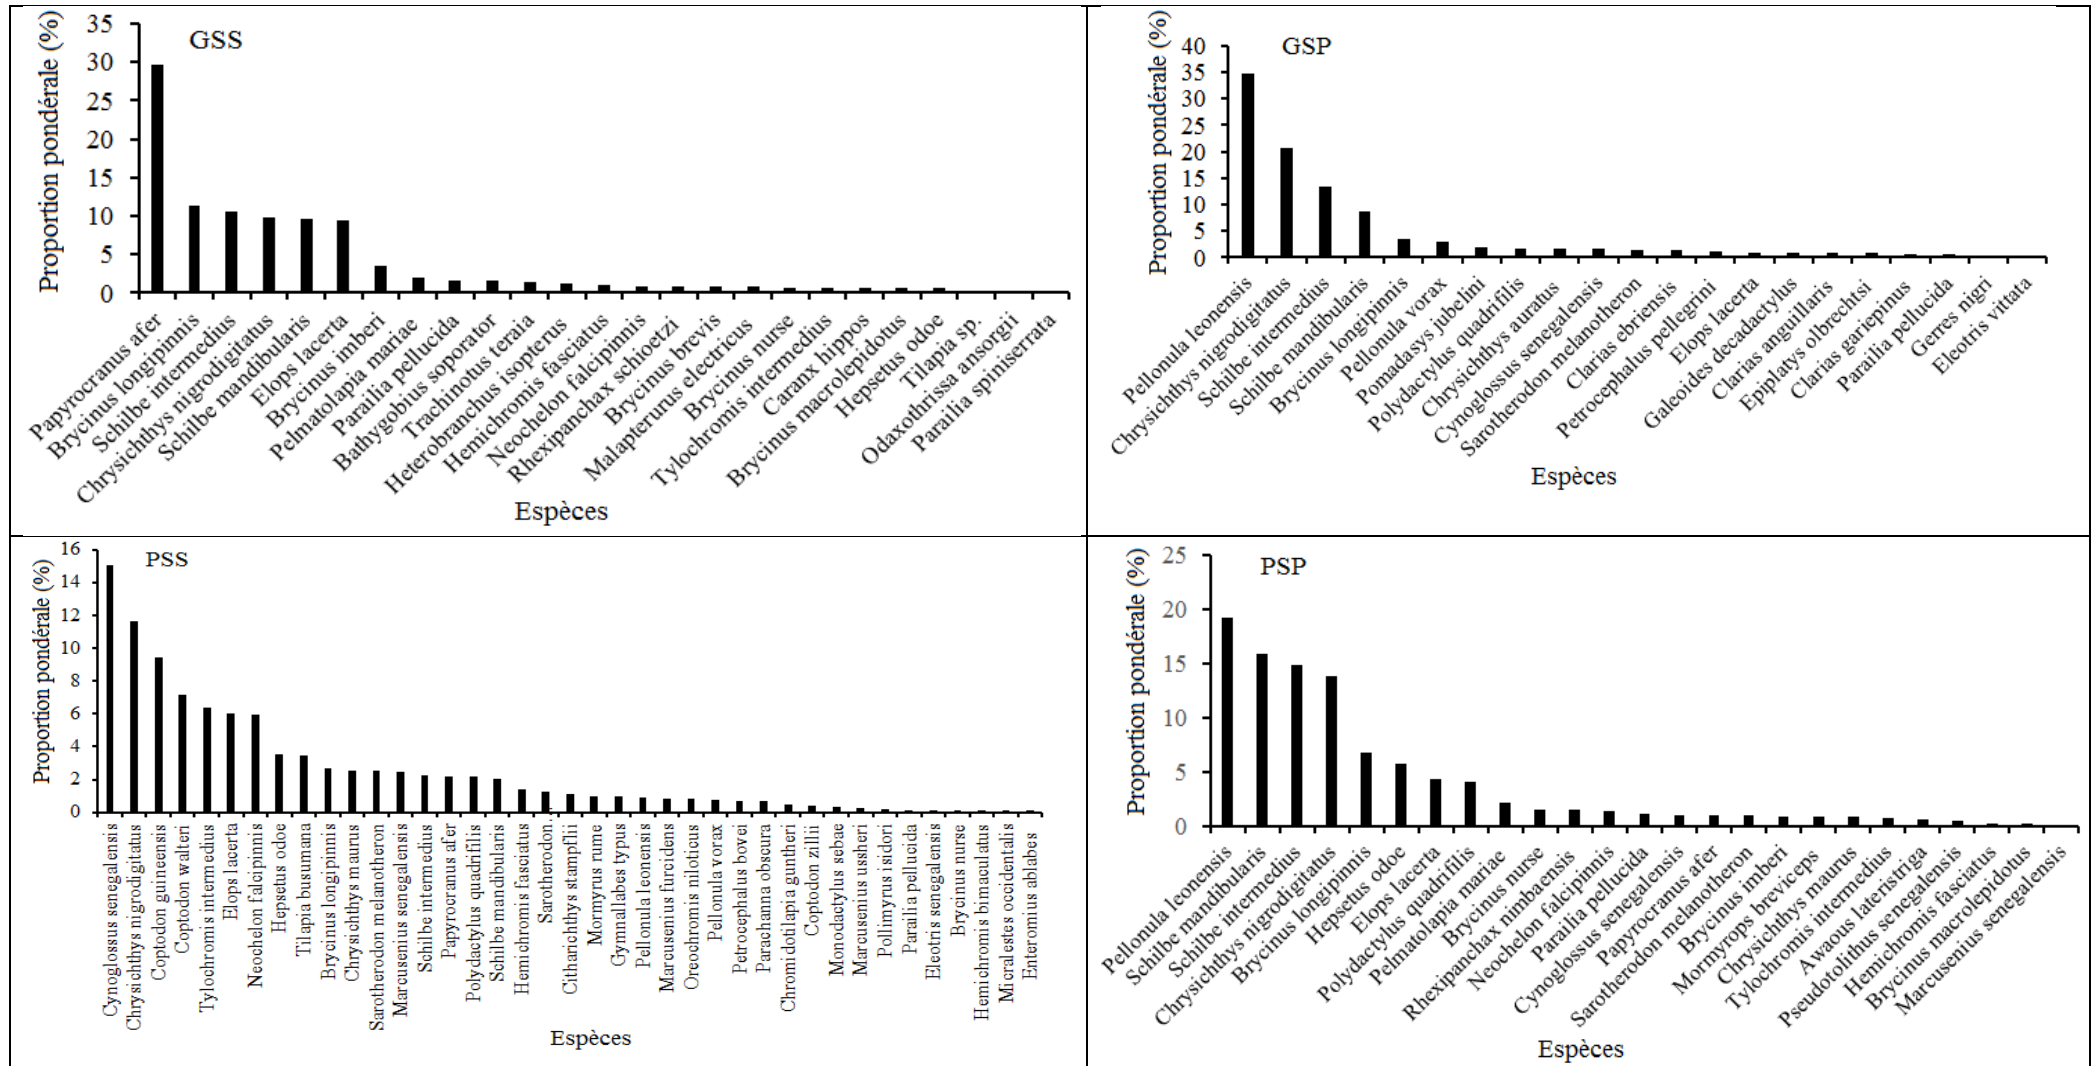 GSS
Proportion pondérale (%)
35
30
25
20
15
10
5
0
Papyocranus afer
Brycinus longipinnis
Schilbe intermedius
Chrysichthys nigrodigitatus
Schilbe mandibularis
Elops lacerta
Brycinus imberi
Pelmatolapia mariae
Parailia pellucida
Bathygobius soporator
Trachinotus teraia
Heterobranchus isopterus
Hemichromis fasciatus
Neochelon falcipinnis
Rhexipanchax schioetzi
Brycinus brevis
Malapterurus electricus
Brycinus nurse
Tylochromis intermedius
Caranx hippos
Brycinus macrolepidotus
Hepsetus odoe
Tilapia sp.
Odaxothrissa ansorgii
Parailia spiniserrata
Espèces
GSP
Proportion pondérale (%)
40
35
30
25
20
15
10
5
0
Pellonula leonensis
Chrysichthys nigrodigitatus
Schilbe intermedius
Schilbe mandibularis
Brycinus longipinnis
Pellonula vorax
Pomadasys jubelini
Polydactylus quadrifilis
Chrysichthys auratus
Cynoglossus senegalensis
Sarotherodon melanotheron
Clarias ebriensis
Petrocephalus pellegrini
Elops lacerta
Galeoides decadactylus
Clarias anguillaris
Epiplatys olbrechtsi
Clarias gariepinus
Parailia pellucida
Gerres nigri
Eleotris vittata
Espèces
PSS
Proportion pondérale (%)
16
14
12
10
8
6
4
2
0
Cynoglossus senegalensis
Chrysichthys nigrodigitatus
Coptodon guineensis
Coptodon walteri
Tylochromis intermedius
Elops lacerta
Neochelon falcipinnis
Hepsetus odoe
Tilapia busumana
Brycinus longipinnis
Chrysichthys maurus
Sarotherodon melanotheron
Marcusenius senegalensis
Schilbe intermedius
Papyrocranus afer
Polydactylus quadrifilis
Schilbe mandibularis
Hemichromis fasciatus
Sarotherodon…
Citharichthys stampflii
Mormyrus rume
Gymnallabes typus
Pellonula leonensis
Marcusenius furcidens
Oreochromis niloticus
Pellonula vorax
Petrocephalus bovei
Parachanna obscura
Chromidotilapia guntheri
Coptodon zillii
Monodactylus sebae
Marcusenius ussheri
Pollimyrus isidori
Parailia pellucida
Eleotris senegalensis
Brycinus nurse
Hemichromis bimaculatus
Micralestes occidentalis
Enteromius ablabes
Espèces
PSP
Proportion pondérale (%)
25
20
15
10
5
0
Pellonula leonensis
Schilbe mandibularis
Schilbe intermedius
Chrysichthys nigrodigitatus
Brycinus longipinnis
Hepsetus odoe
Elops lacerta
Polydactylus quadrifilis
Pelmatolapia mariae
Brycinus nurse
Rhexipanchax nimbaensis
Neochelon falcipinnis
Parailia pellucida
Cynoglossus senegalensis
Papyocranus afer
Sarotherodon melanotheron
Brycinus imberi
Mormyrops breviceps
Chrysichthys maurus
Tylochromis intermedius
Awaous lateristriga
Pseudotolithus senegalensis
Hemichromis fasciatus
Brycinus macrolepidotus
Marcusenius senegalensis
Espèces